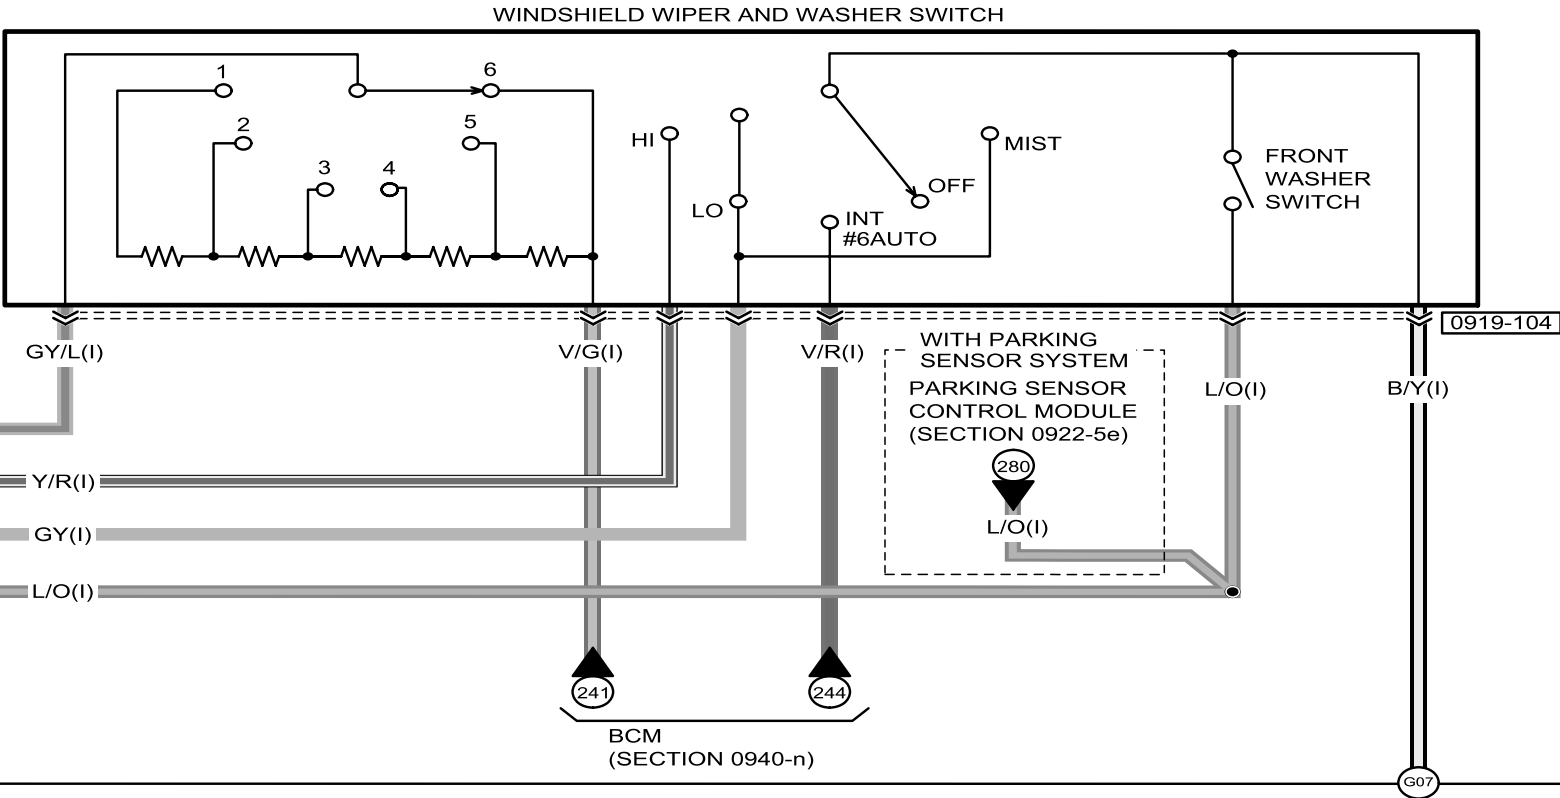 WINDSHIELD WIPER AND WASHER SWITCH
1
6
2
5
3
4
HI
LO
MIST
OFF
INT
#6AUTO
FRONT
WASHER
SWITCH
0919-104
GY/L(I)
V/G(I)
V/R(I)
WITH PARKING
SENSOR SYSTEM
PARKING SENSOR
CONTROL MODULE
(SECTION 0922-5e)
L/O(I)
B/Y(I)
280
Y/R(I)
L/O(I)
GY(I)
L/O(I)
241
244
BCM
(SECTION 0940-n)
G07